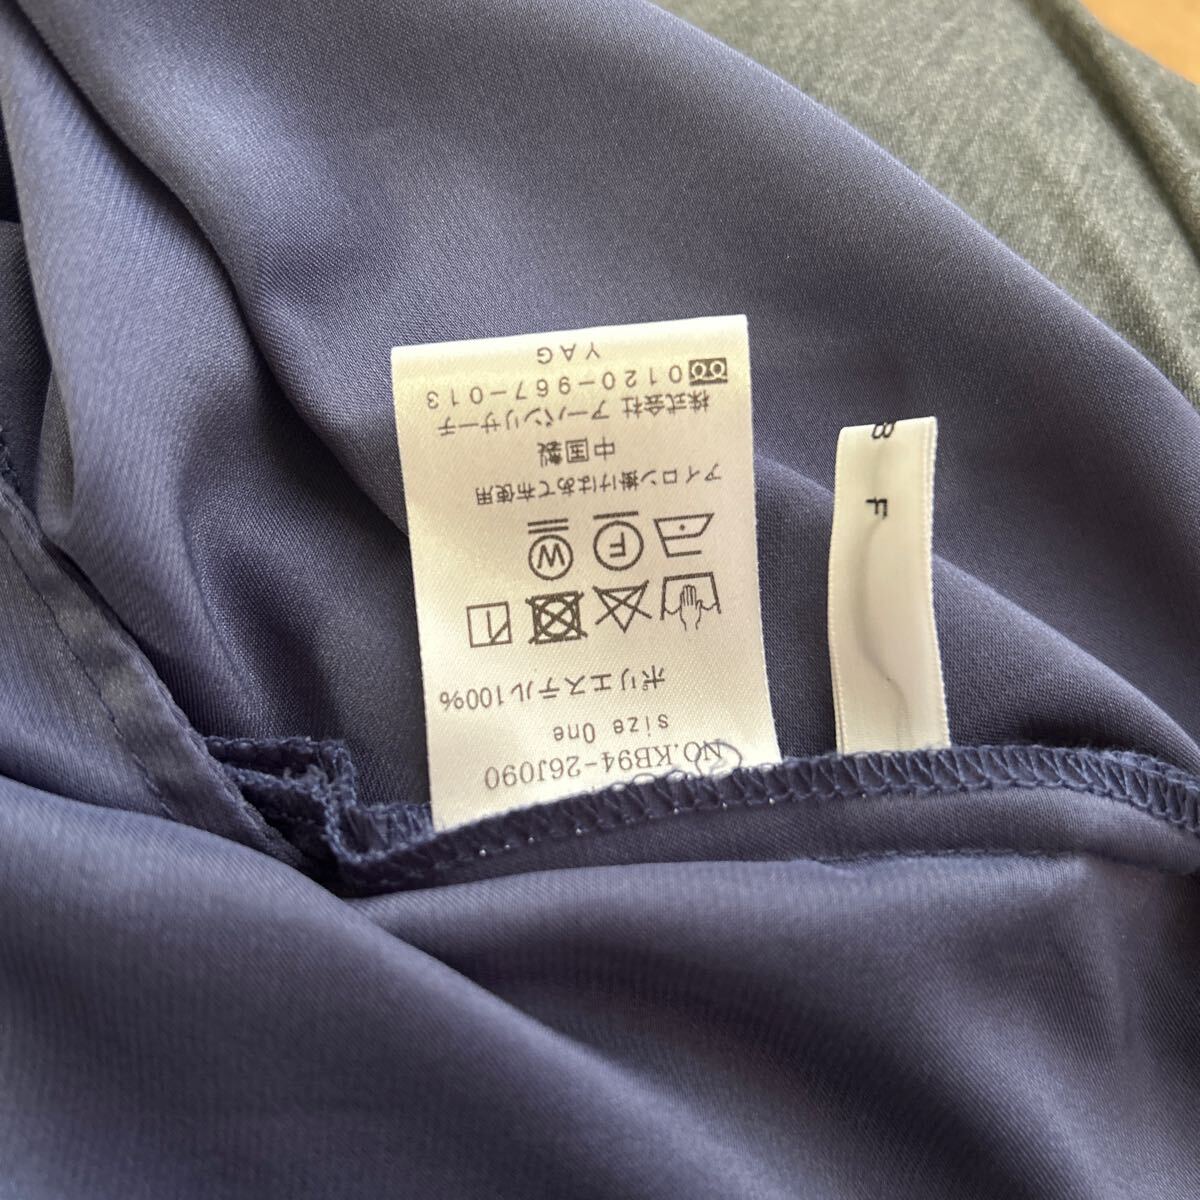 NO.KB94-26J090
size One
ポリエステル100%
F W
アイロン掛けはあて布使用
中国製
株式会社 アーバンリサーチ
0120-967-013
YAG
F
8